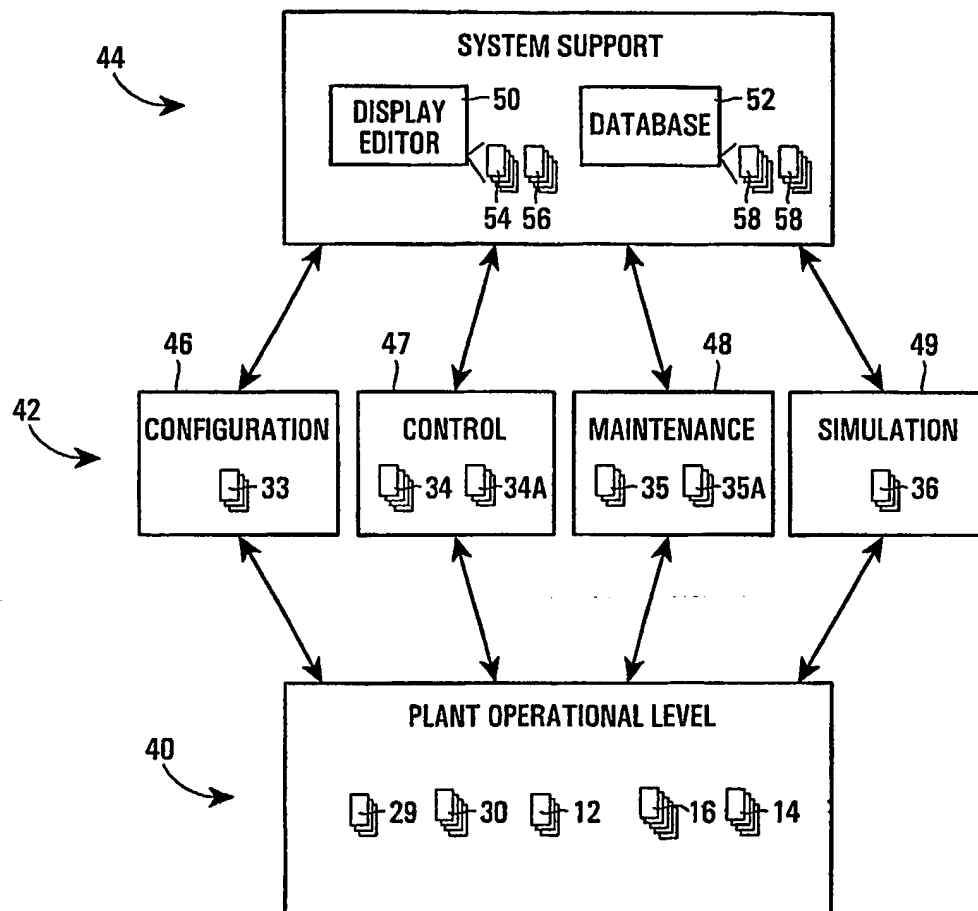 SYSTEM SUPPORT
44
DISPLAY
EDITOR
50
DATABASE
52
54 56
58 58
46
47
48
49
42
CONFIGURATION
33
CONTROL
34 34A
MAINTENANCE
35 35A
SIMULATION
36
PLANT OPERATIONAL LEVEL
40
29 30 12 16 14